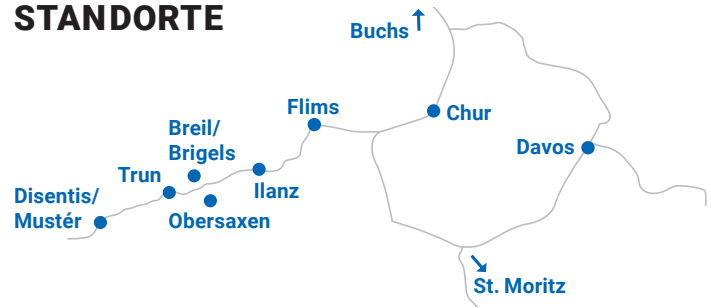 STANDORTE
Buchs
Flims
Chur
Breil/
Brigels
Davos
Trun
Ilanz
Disentis/
Mustér
Obersaxen
St. Moritz